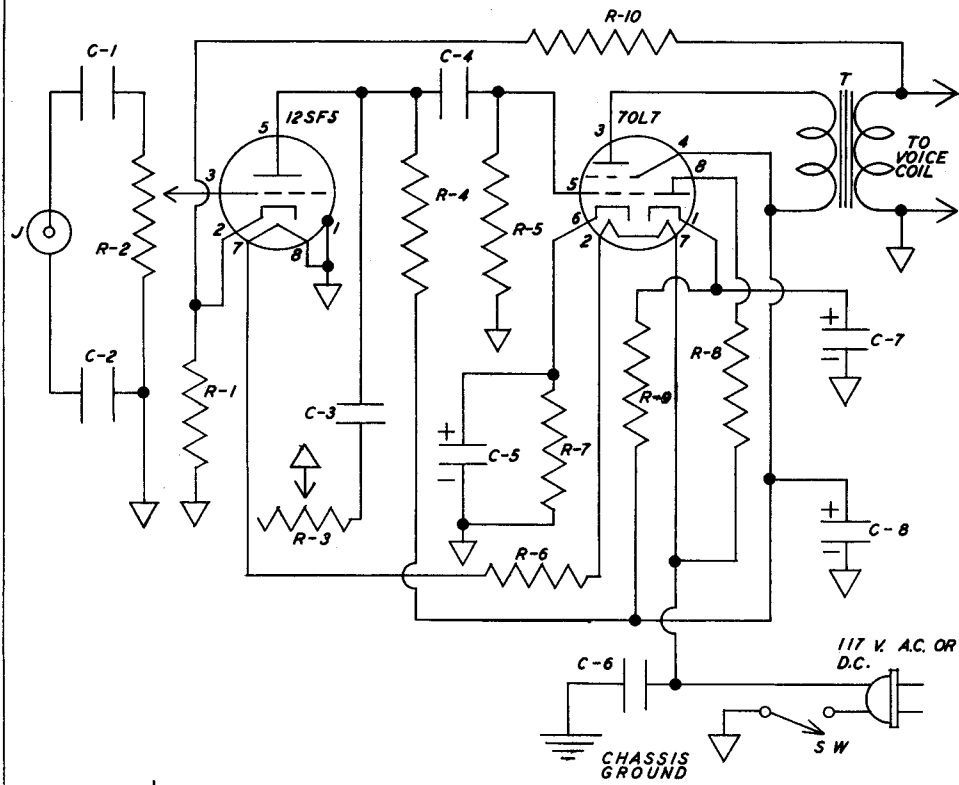 R-10
C-1
C-4
T
5
12SF5
3
70L7
4
8
TO
VOICE
COIL
3
5
J
R-2
R-4
R-5
2
7
8
1
6
2
1
7
C-2
R-1
C-3
+
C-7
-
R-8
R-9
+
C-5
-
R-7
R-3
+
C-8
-
R-6
117 V. A.C. OR
D.C.
C-6
SW
CHASSIS
GROUND